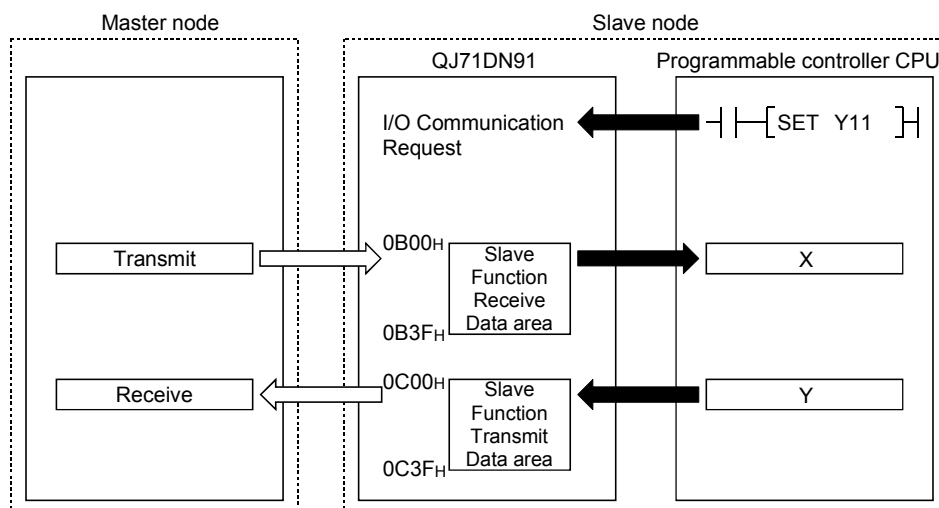 Master node
Slave node
QJ71DN91
Programmable controller CPU
I/O Communication
Request
SET Y11
0B00H
Transmit
Slave
Function
Receive
Data area
X
0B3FH
0C00H
Receive
Slave
Function
Transmit
Data area
Y
0C3FH